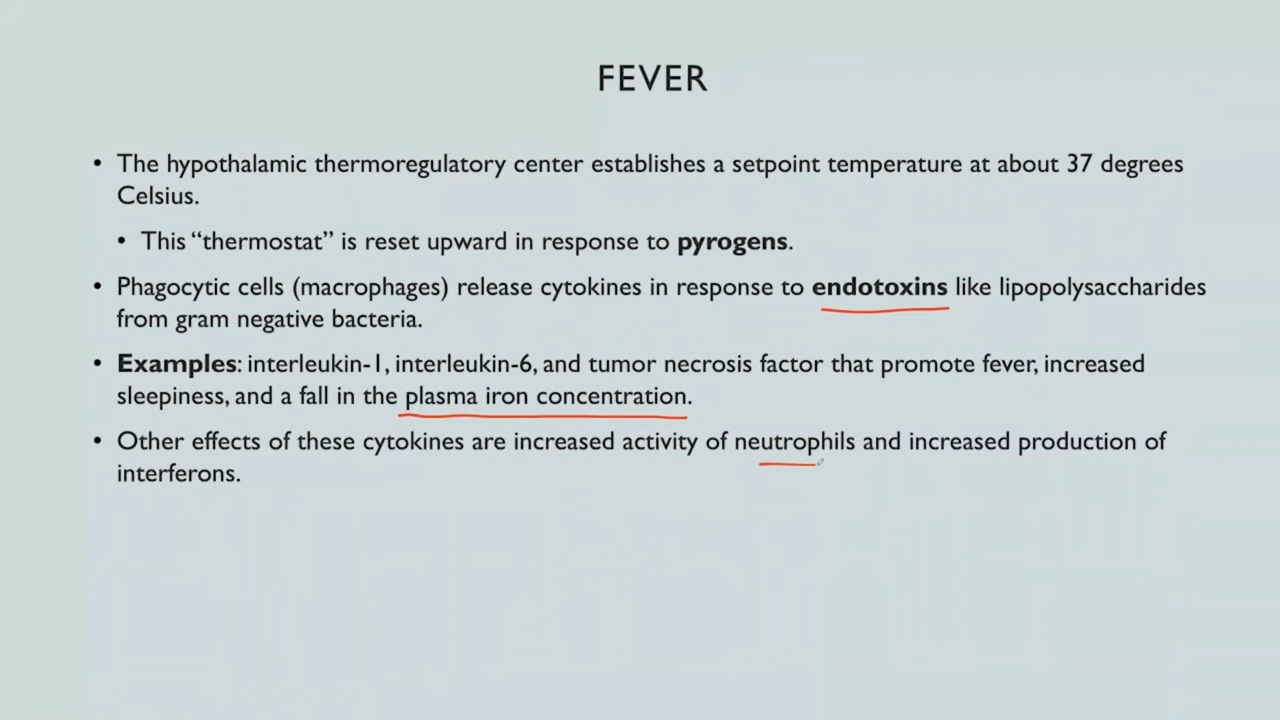 FEVER
• The hypothalamic thermoregulatory center establishes a setpoint temperature at about 37 degrees
Celsius.
• This “thermostat” is reset upward in response to pyrogens.
• Phagocytic cells (macrophages) release cytokines in response to endotoxins like lipopolysaccharides
from gram negative bacteria.
• Examples: interleukin-1, interleukin-6, and tumor necrosis factor that promote fever, increased
sleepiness, and a fall in the plasma iron concentration.
• Other effects of these cytokines are increased activity of neutrophils and increased production of
interferons.